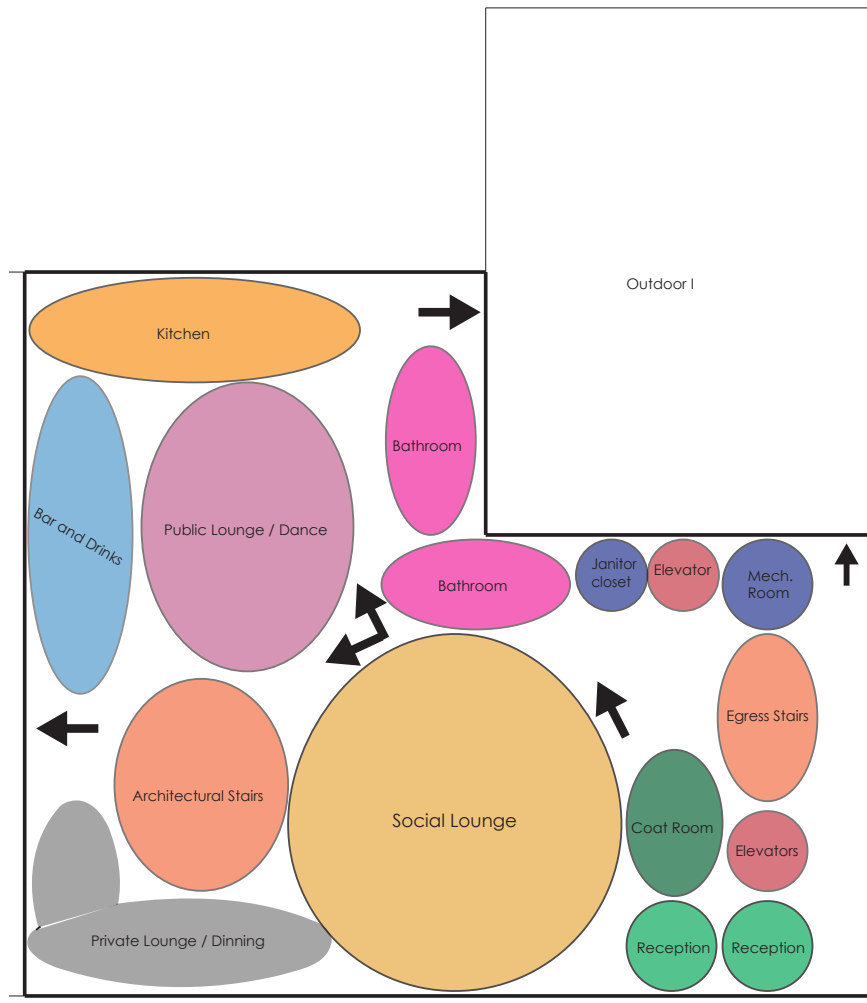 Outdoor I
Kitchen
Bathroom
Bar and Drinks
Public Lounge / Dance
Janitor
closet
Elevator
Mech.
Room
Bathroom
Egress Stairs
Architectural Stairs
Social Lounge
Coat Room
Elevators
Private Lounge / Dinning
Reception
Reception